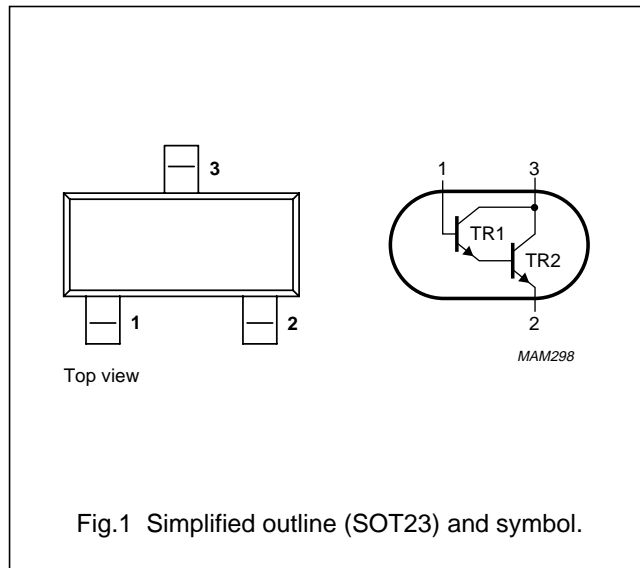 3
1
2
Top view
1
3
TR1
TR2
2
MAM298
Fig.1 Simplified outline (SOT23) and symbol.